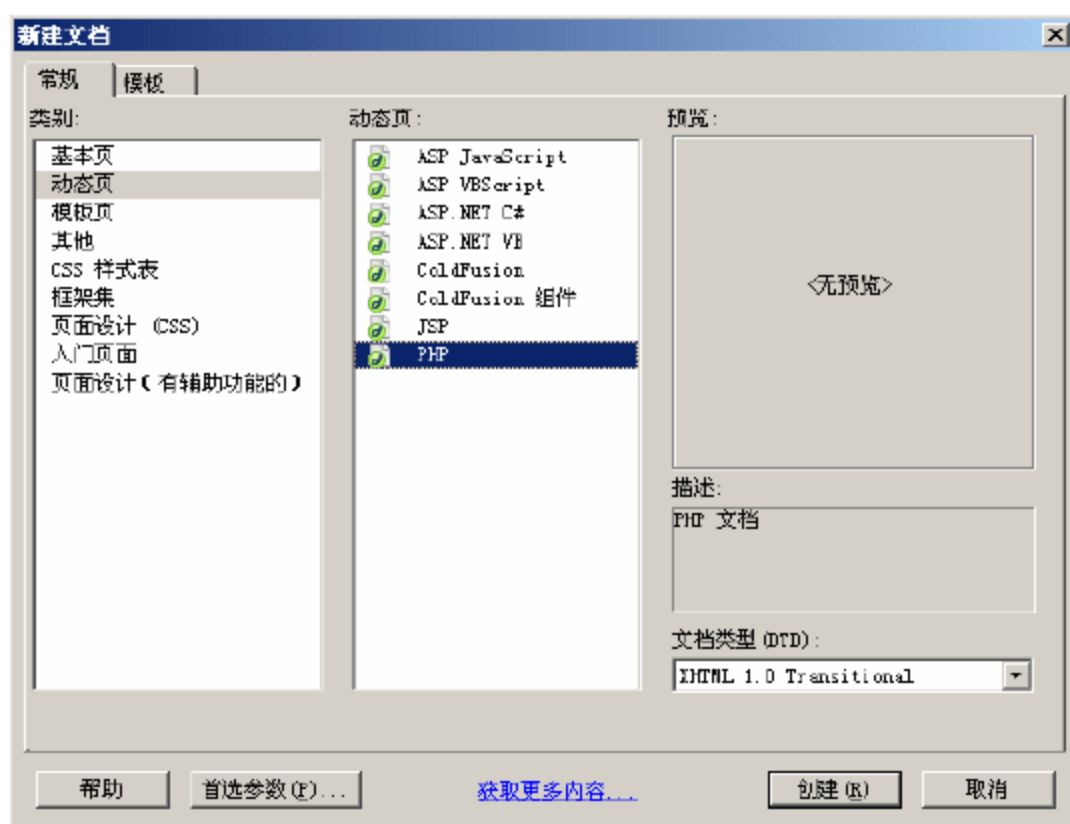 新建文档
常规
模板
类别:
基本页
动态页
模板页
其他
CSS 样式表
框架集
页面设计 (CSS)
入门页面
页面设计(有辅助功能的)
动态页:
ASP JavaScript
ASP VBScript
ASP.NET C#
ASP.NET VB
ColdFusion
ColdFusion 组件
JSP
PHP
预览:
<无预览>
描述:
PHP 文档
文档类型(DTD):
XHTML 1.0 Transitional
帮助
首选参数(P)...
获取更多内容...
创建(R)
取消